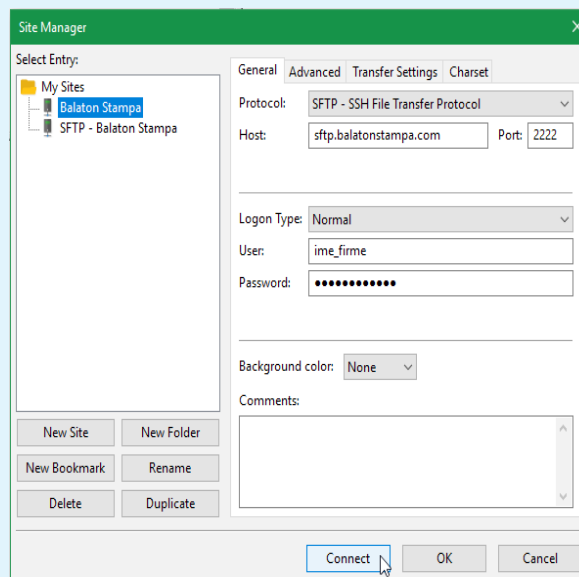 Site Manager
Select Entry:
My Sites
Balaton Stampa
SFTP - Balaton Stampa
New Site
New Folder
New Bookmark
Rename
Delete
Duplicate
General
Advanced
Transfer Settings
Charset
Protocol:
SFTP - SSH File Transfer Protocol
Host:
sftp.balatonstampa.com
Port:
2222
Logon Type:
Normal
User:
ime_firme
Password:
●●●●●●●●●●●●
Background color:
None
Comments:
Connect
OK
Cancel